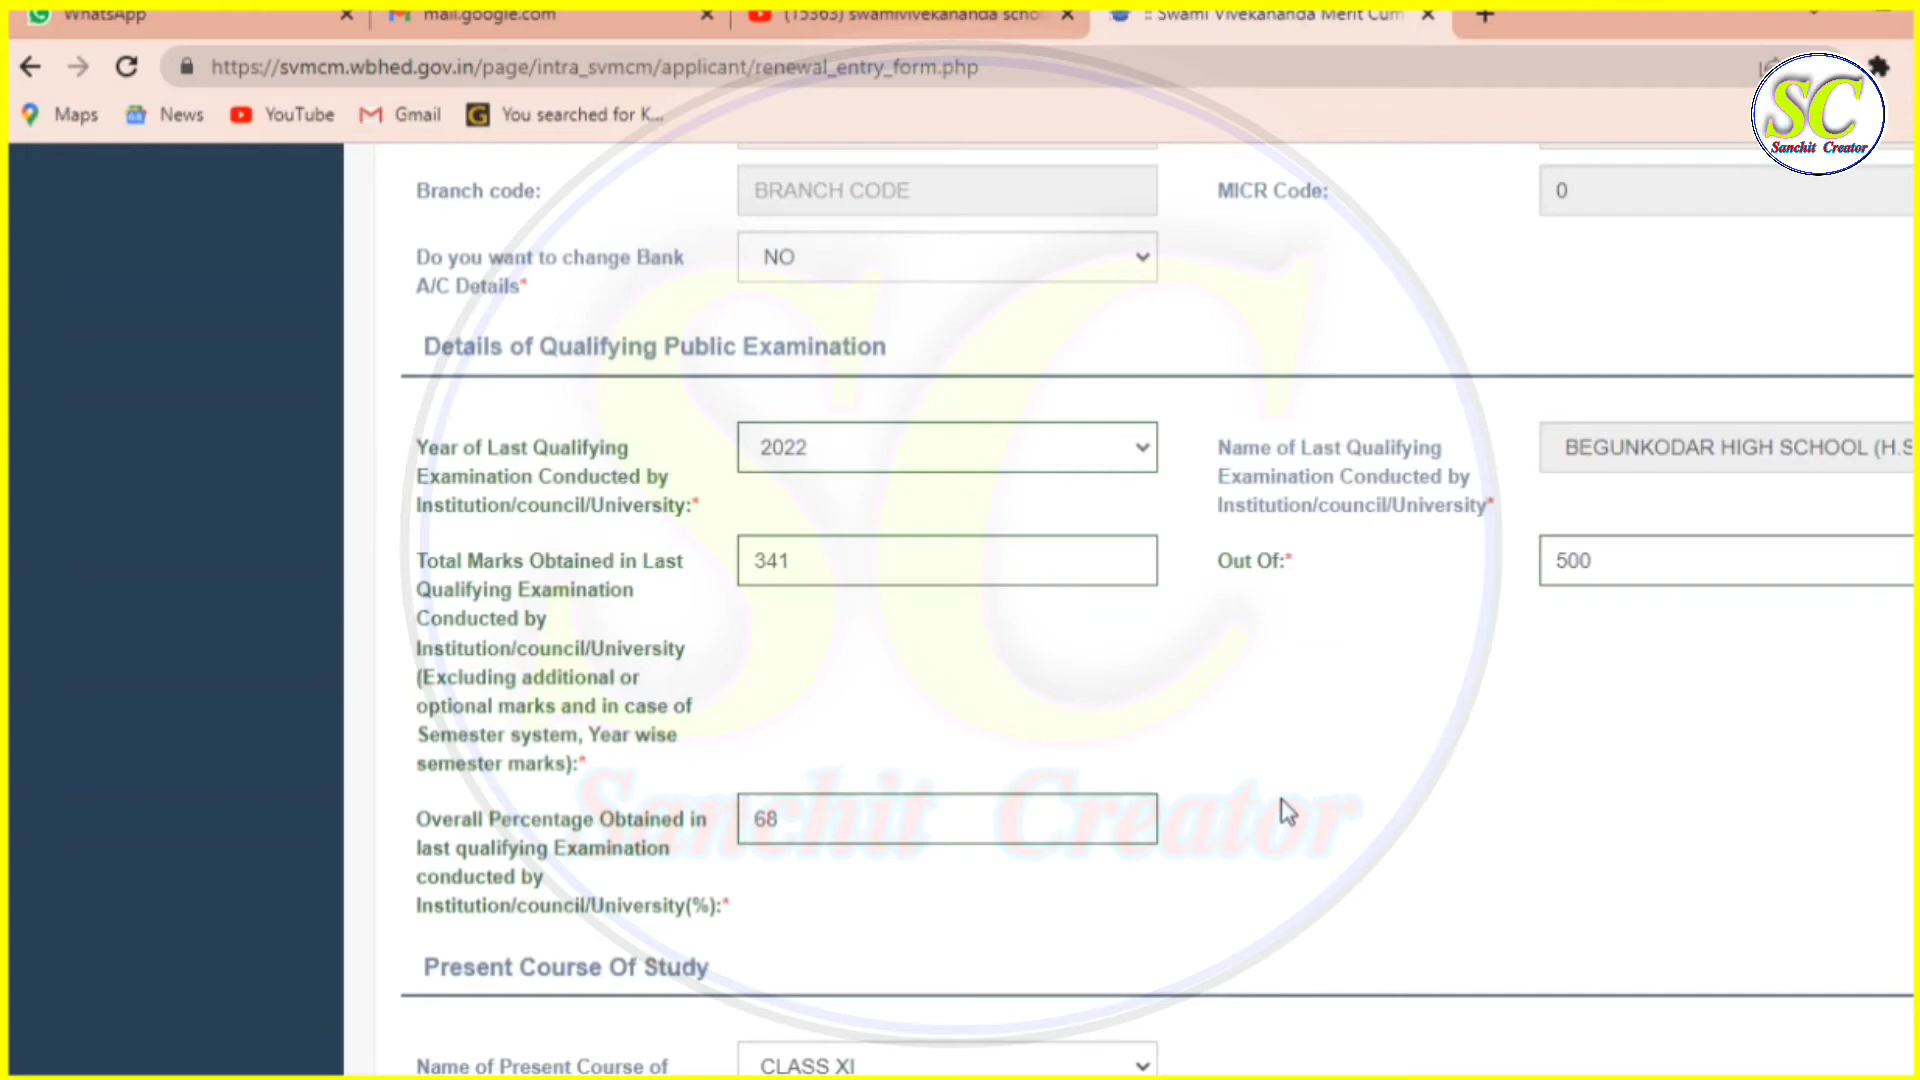 WhatsApp
mail.google.com
(15363) swamivivekananda scho
:: Swami Vivekananda Merit Cum
https://svmcm.wbhed.gov.in/page/intra_svmcm/applicant/renewal_entry_form.php
Maps
News
YouTube
Gmail
You searched for K...
SC
Sanchit Creator
Branch code:
BRANCH CODE
MICR Code:
0
Do you want to change Bank
A/C Details*
NO
Details of Qualifying Public Examination
Year of Last Qualifying
Examination Conducted by
Institution/council/University:*
2022
Name of Last Qualifying
Examination Conducted by
Institution/council/University*
BEGUNKODAR HIGH SCHOOL (H.S
Total Marks Obtained in Last
Qualifying Examination
Conducted by
Institution/council/University
(Excluding additional or
optional marks and in case of
Semester system, Year wise
semester marks):*
341
Out Of:*
500
Overall Percentage Obtained in
last qualifying Examination
conducted by
Institution/council/University(%):*
68
SC
Sanchit Creator
Present Course Of Study
Name of Present Course of
CLASS XI